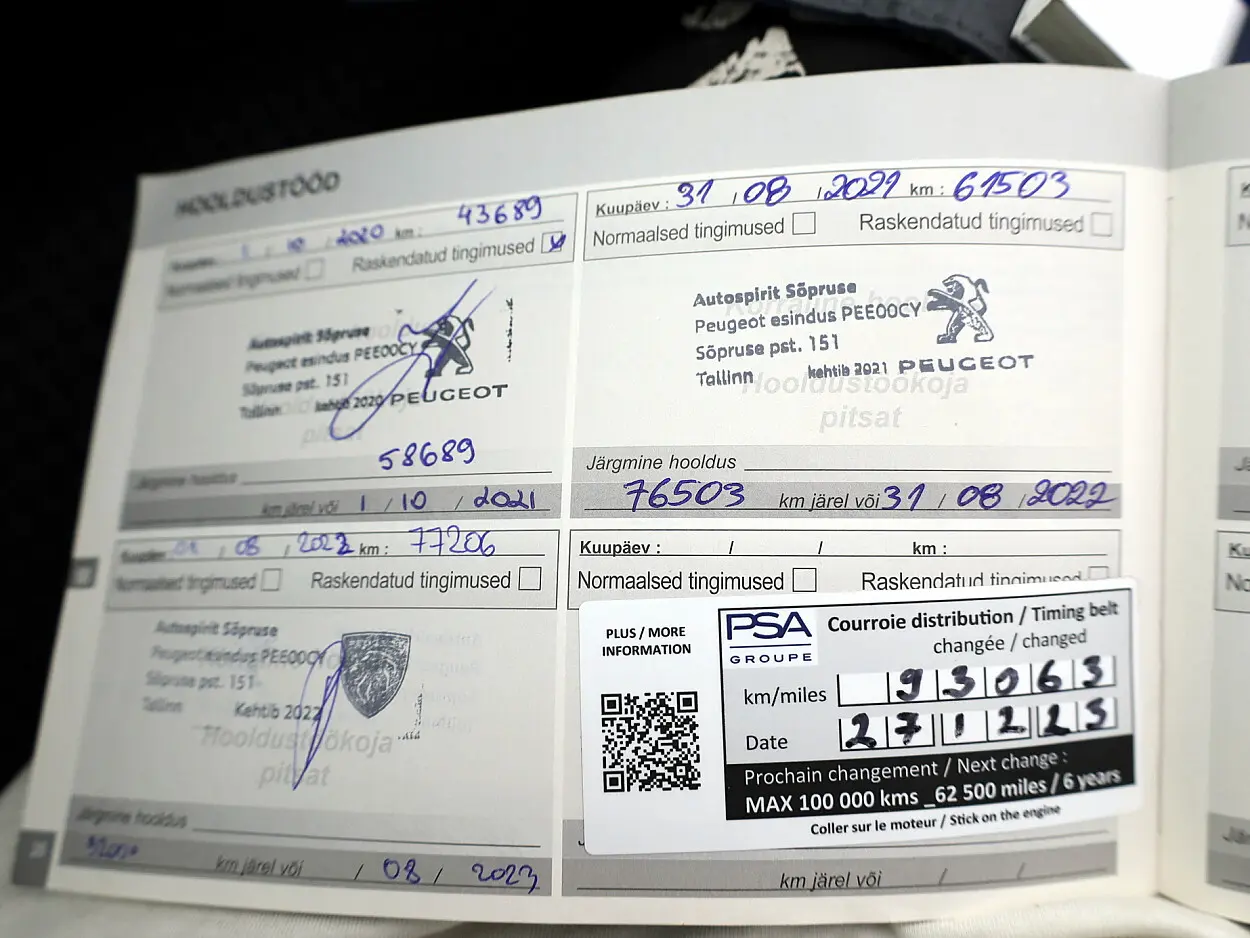 HOOLDUSTÖÖD
1 / 10 / 2020 km : 43689
Normaalsed tingimused Raskendatud tingimused
Autospirit Sõpruse
Peugeot esindus PEE00CY
Sõpruse pst. 151
Tallinn kehtib 2020 PEUGEOT
pitsat
58689
Järgmine hooldus
km järel või 1 / 10 / 2021
Kuupäev : 31 / 08 / 2021 km : 61503
Normaalsed tingimused Raskendatud tingimused
Korraline hooldus
Autospirit Sõpruse
Peugeot esindus PEE00CY
Sõpruse pst. 151
Tallinn kehtib 2021 PEUGEOT
Hooldustöökoja
pitsat
Järgmine hooldus
76503 km järel või 31 / 08 / 2022
Kuupäev : / 08 / 2022 km : 77206
Normaalsed tingimused Raskendatud tingimused
Autospirit Sõpruse
Peugeot esindus PEE00CY
Sõpruse pst. 151
Tallinn Kehtib 2022
Hooldustöökoja
pitsat
Järgmine hooldus
km järel või / 08 / 2023
Kuupäev : / / km :
Normaalsed tingimused Raskendatud tingimused
PLUS / MORE
INFORMATION
PSA
GROUPE
Courroie distribution / Timing belt
changée / changed
km/miles 93063
Date 27 12 23
Prochain changement / Next change :
MAX 100 000 kms _62 500 miles / 6 years
Coller sur le moteur / Stick on the engine
km järel või / /